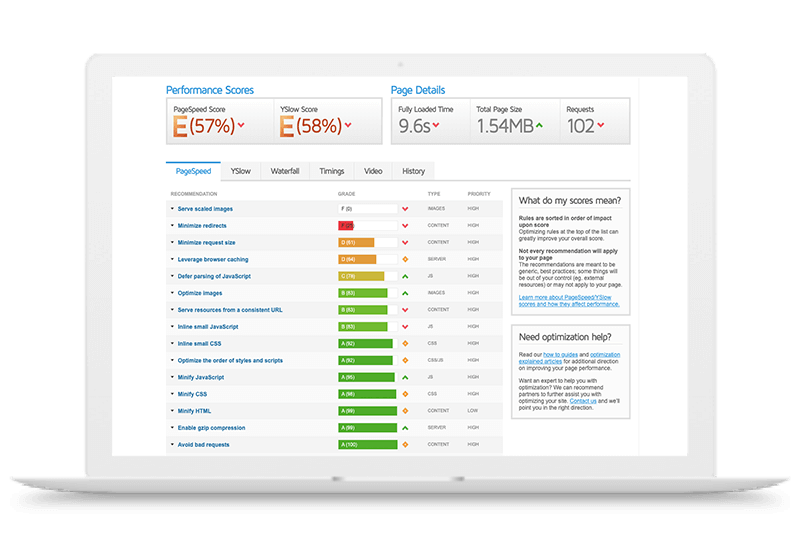 Performance Scores
Page Details
PageSpeed Score
YSlow Score
E(57%)
E(58%)
Fully Loaded Time
Total Page Size
Requests
9.6s
1.54MB
102
PageSpeed
YSlow
Waterfall
Timings
Video
History
RECOMMENDATION GRADE TYPE PRIORITY
Serve scaled images F (0) IMAGES HIGH
Minimize redirects F CONTENT HIGH
Minimize request size D (61) CONTENT HIGH
Leverage browser caching D (64) SERVER HIGH
Defer parsing of JavaScript C (76) JS HIGH
Optimize images B (83) IMAGES HIGH
Serve resources from a consistent URL B (83) CONTENT HIGH
Inline small JavaScript B (83) JS HIGH
Inline small CSS A (92) CSS HIGH
Optimize the order of styles and scripts A (92) CSS/JS HIGH
Minify JavaScript A (95) JS HIGH
Minify CSS A (98) CSS HIGH
Minify HTML A (99) CONTENT LOW
Enable gzip compression A (99) SERVER HIGH
Avoid bad requests A (100) CONTENT HIGH
What do my scores mean?
Rules are sorted in order of impact
upon score
Optimizing rules at the top of the list can
greatly improve your overall score.
Not every recommendation will apply
to your page
The recommendations are meant to be
generic, best practices; some things will
be out of your control (eg. external
resources) or may not apply to your page.
Learn more about PageSpeed/YSlow
scores and how they affect performance.
Need optimization help?
Read our how to guides and optimization
explained articles for additional direction
on improving your page performance.
Want an expert to help you with
optimization? We can recommend
partners to further assist you with
optimizing your site. Contact us and we'll
point you in the right direction.